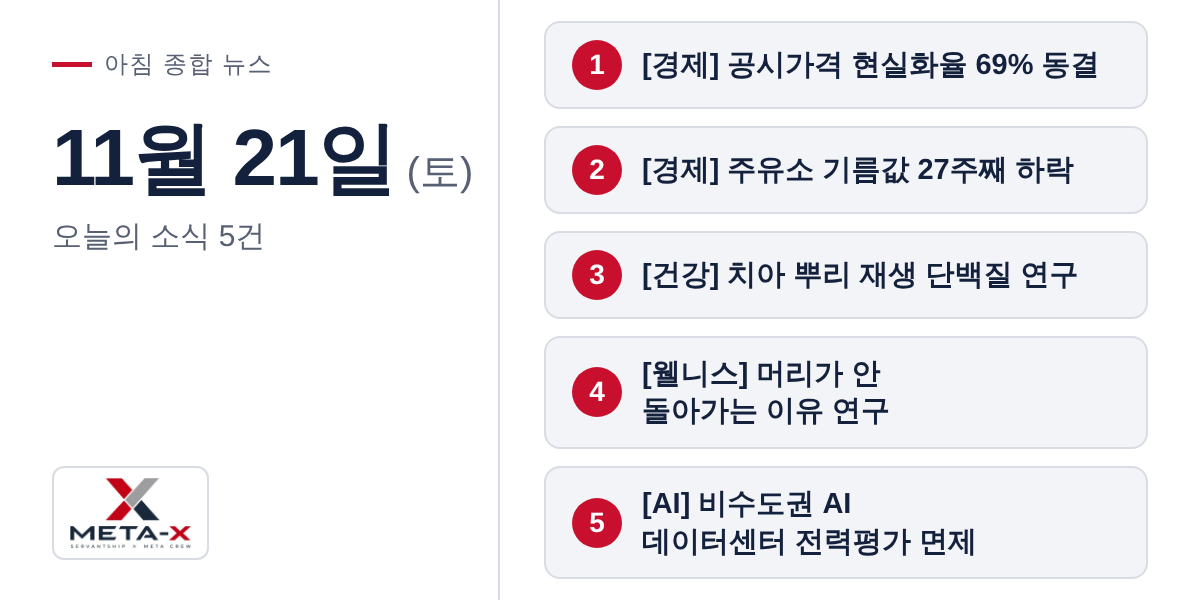 아침 종합 뉴스
11월 21일 (토)
오늘의 소식 5건
META-X
SERVANTSHIP × META CREW
1 [경제] 공시가격 현실화율 69% 동결
2 [경제] 주유소 기름값 27주째 하락
3 [건강] 치아 뿌리 재생 단백질 연구
4 [웰니스] 머리가 안
돌아가는 이유 연구
5 [AI] 비수도권 AI
데이터센터 전력평가 면제